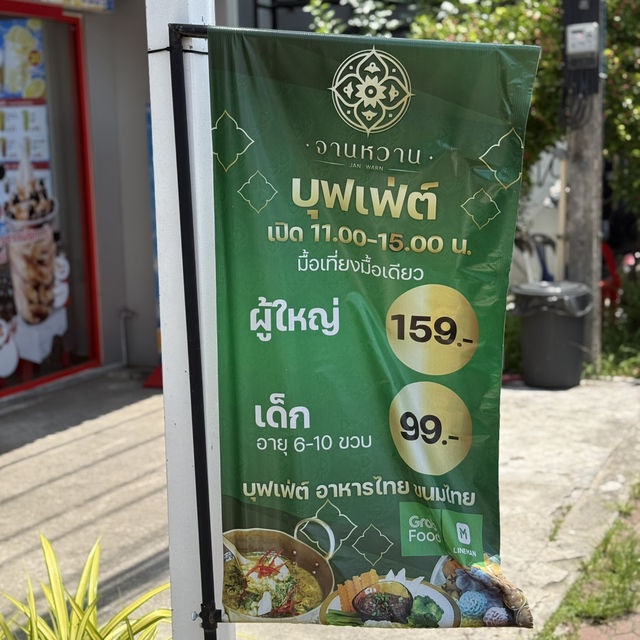 · จานหวาน ·
JAN WARN
บุฟเฟ่ต์
เปิด 11.00-15.00 น.
มื้อเที่ยงมื้อเดียว
ผู้ใหญ่
159.-
เด็ก
อายุ 6-10 ขวบ
99.-
บุฟเฟ่ต์ อาหารไทย ขนมไทย
Grab
Food
LINEMAN